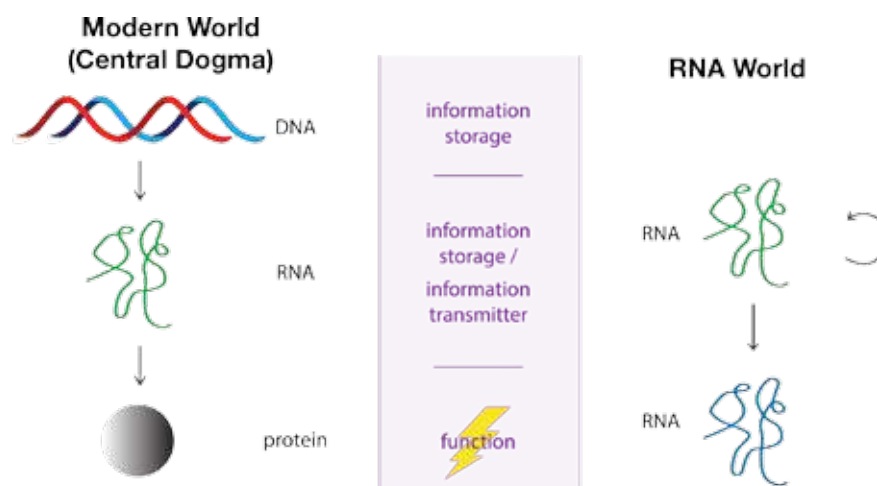 Modern World
(Central Dogma)
DNA
RNA
protein
information
storage
information
storage /
information
transmitter
function
RNA World
RNA
RNA